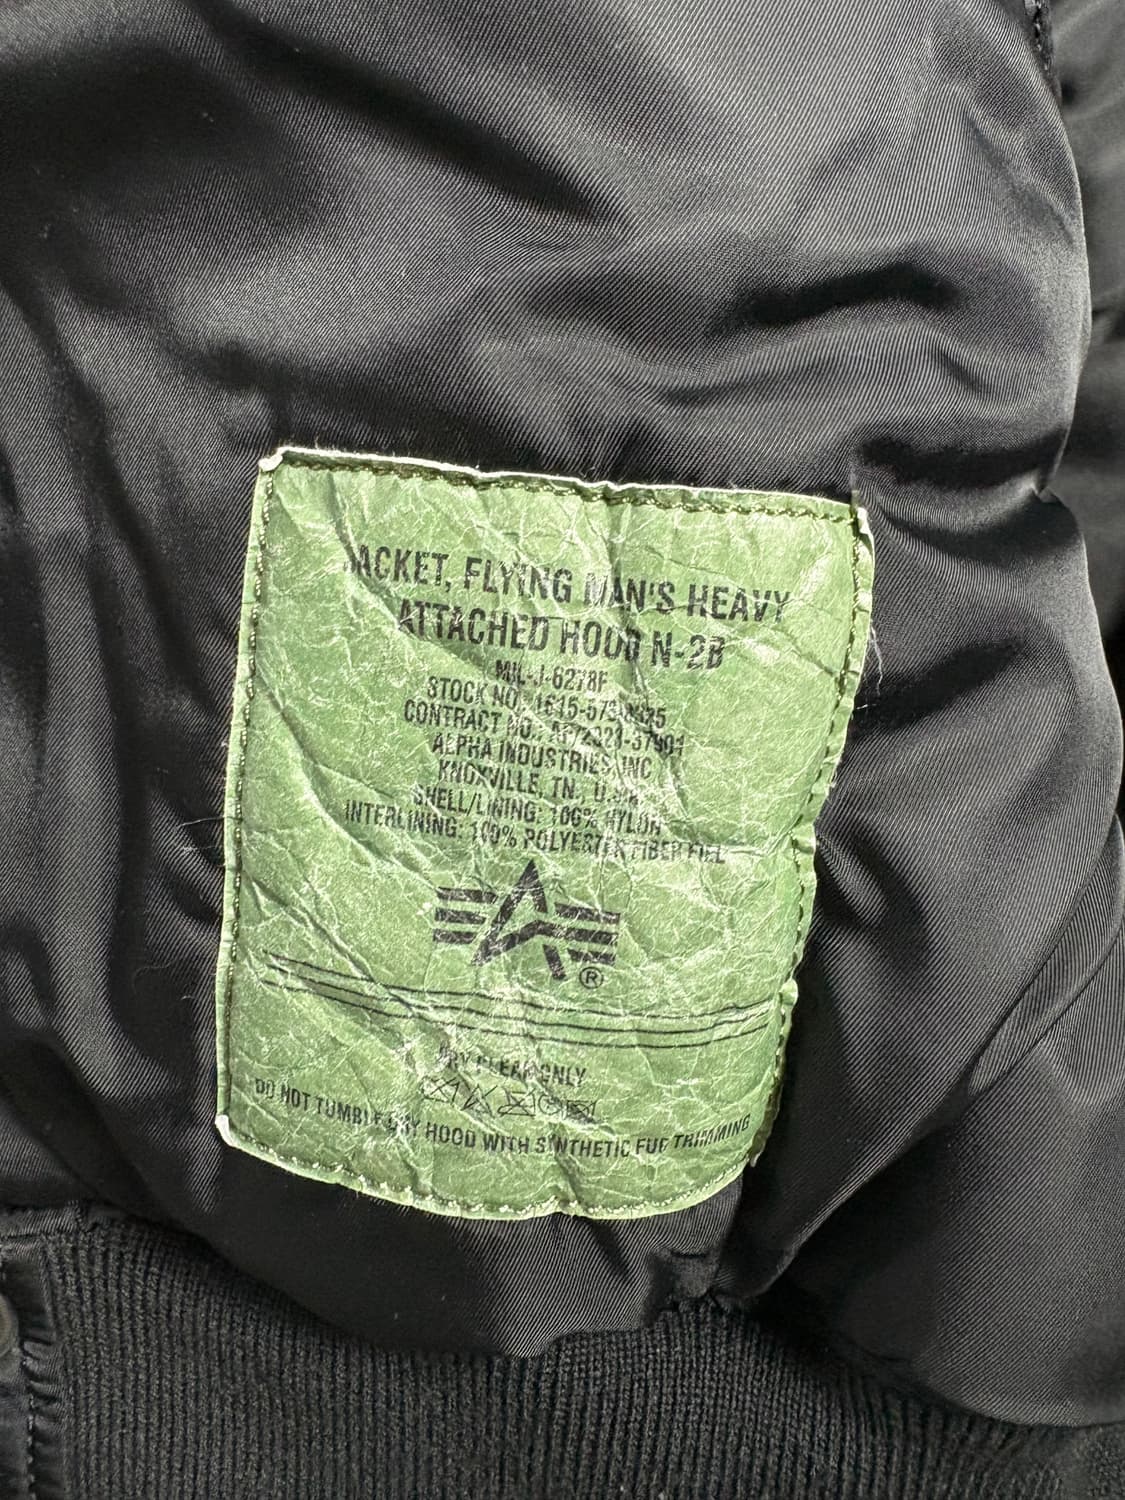 JACKET, FLYING MAN'S HEAVY
ATTACHED HOOD N-2B
MIL-J-6278F
STOCK NO.
CONTRACT NO.:
ALPHA INDUSTRIES, INC
KNOXVILLE, TN., U.S.A.
SHELL/LINING: 100% NYLON
INTERLINING: 100% POLYESTER FIBER FILL
®
DRY CLEAN ONLY
DO NOT TUMBLE DRY HOOD WITH SYNTHETIC FUR TRIMMING